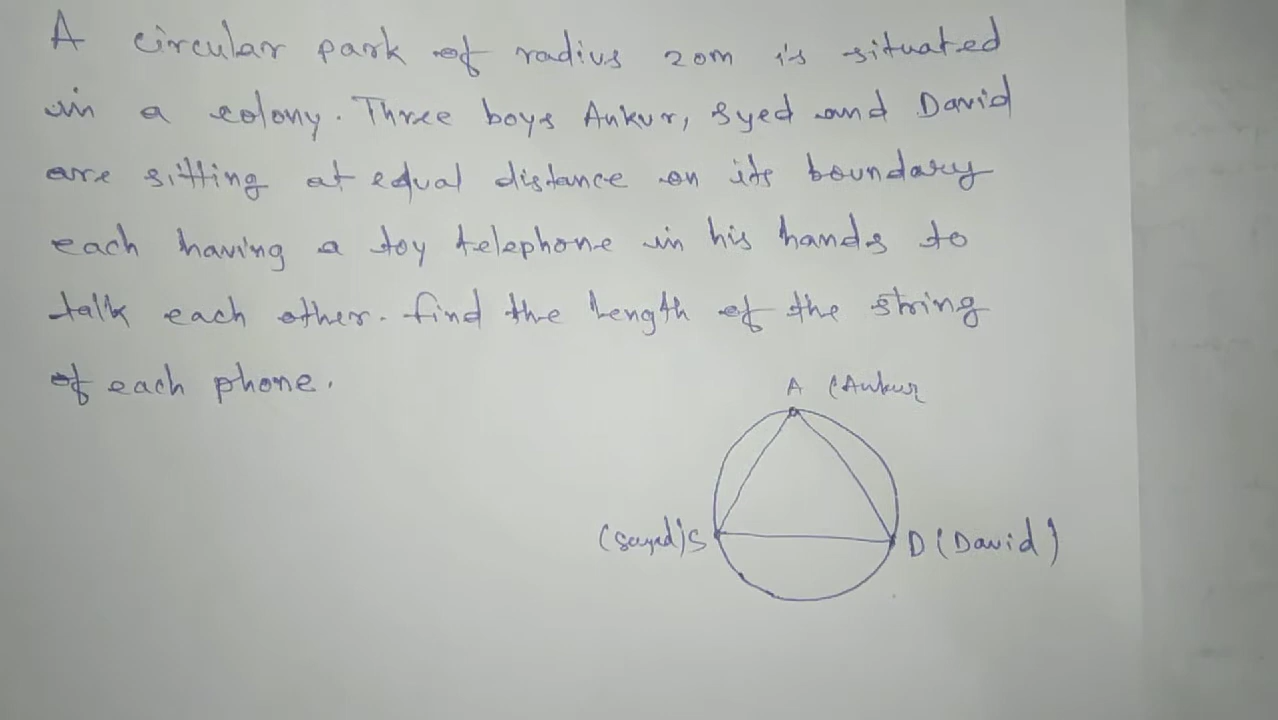 A circular park of radius 20m is situated
in a colony. Three boys Ankur, Syed and David
are sitting at equal distance on its boundary
each having a toy telephone in his hands to
talk each other. find the length of the string
of each phone.
A (Ankur
(Sayad) S
D (David)